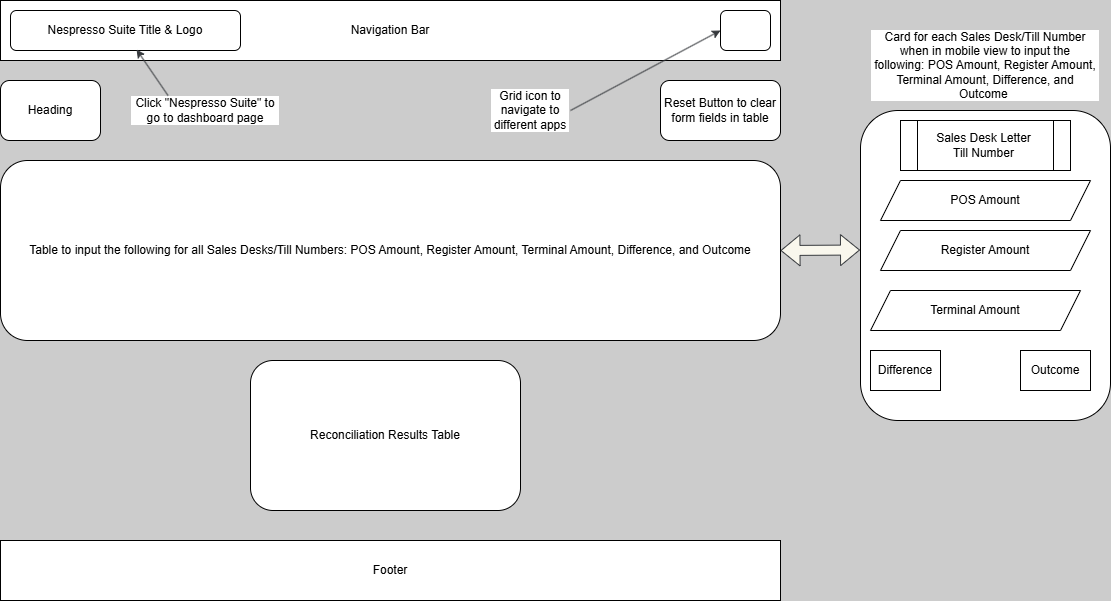 Nespresso Suite Title & Logo
Navigation Bar
Heading
Click "Nespresso Suite" to
go to dashboard page
Grid icon to
navigate to
different apps
Reset Button to clear
form fields in table
Table to input the following for all Sales Desks/Till Numbers: POS Amount, Register Amount, Terminal Amount, Difference, and Outcome
Reconciliation Results Table
Footer
Card for each Sales Desk/Till Number
when in mobile view to input the
following: POS Amount, Register Amount,
Terminal Amount, Difference, and
Outcome
Sales Desk Letter
Till Number
POS Amount
Register Amount
Terminal Amount
Difference
Outcome